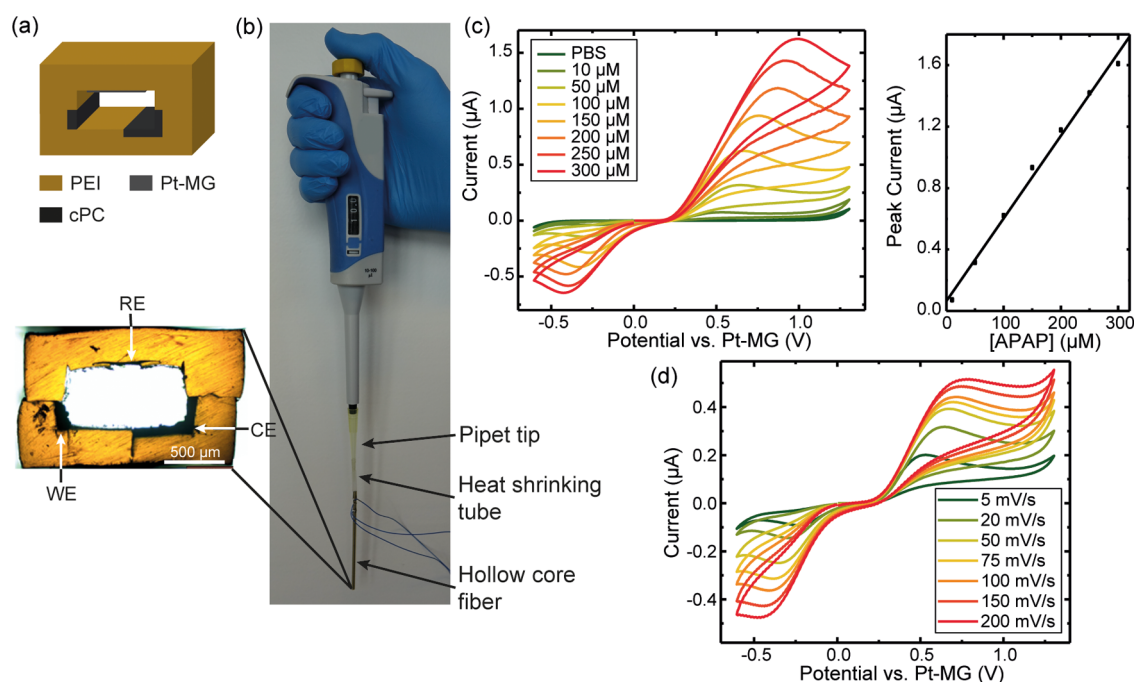 (a)
PEI
Pt-MG
cPC
RE
CE
WE
500 µm
(b)
Pipet tip
Heat shrinking
tube
Hollow core
fiber
(c)
1.5
1.0
0.5
0.0
-0.5
Current (µA)
PBS
10 µM
50 µM
100 µM
150 µM
200 µM
250 µM
300 µM
-0.5
0.0
0.5
1.0
Potential vs. Pt-MG (V)
1.6
1.2
0.8
0.4
0.0
Peak Current (µA)
0
100
200
300
[APAP] (µM)
(d)
0.4
0.2
0.0
-0.2
-0.4
Current (µA)
5 mV/s
20 mV/s
50 mV/s
75 mV/s
100 mV/s
150 mV/s
200 mV/s
-0.5
0.0
0.5
1.0
Potential vs. Pt-MG (V)